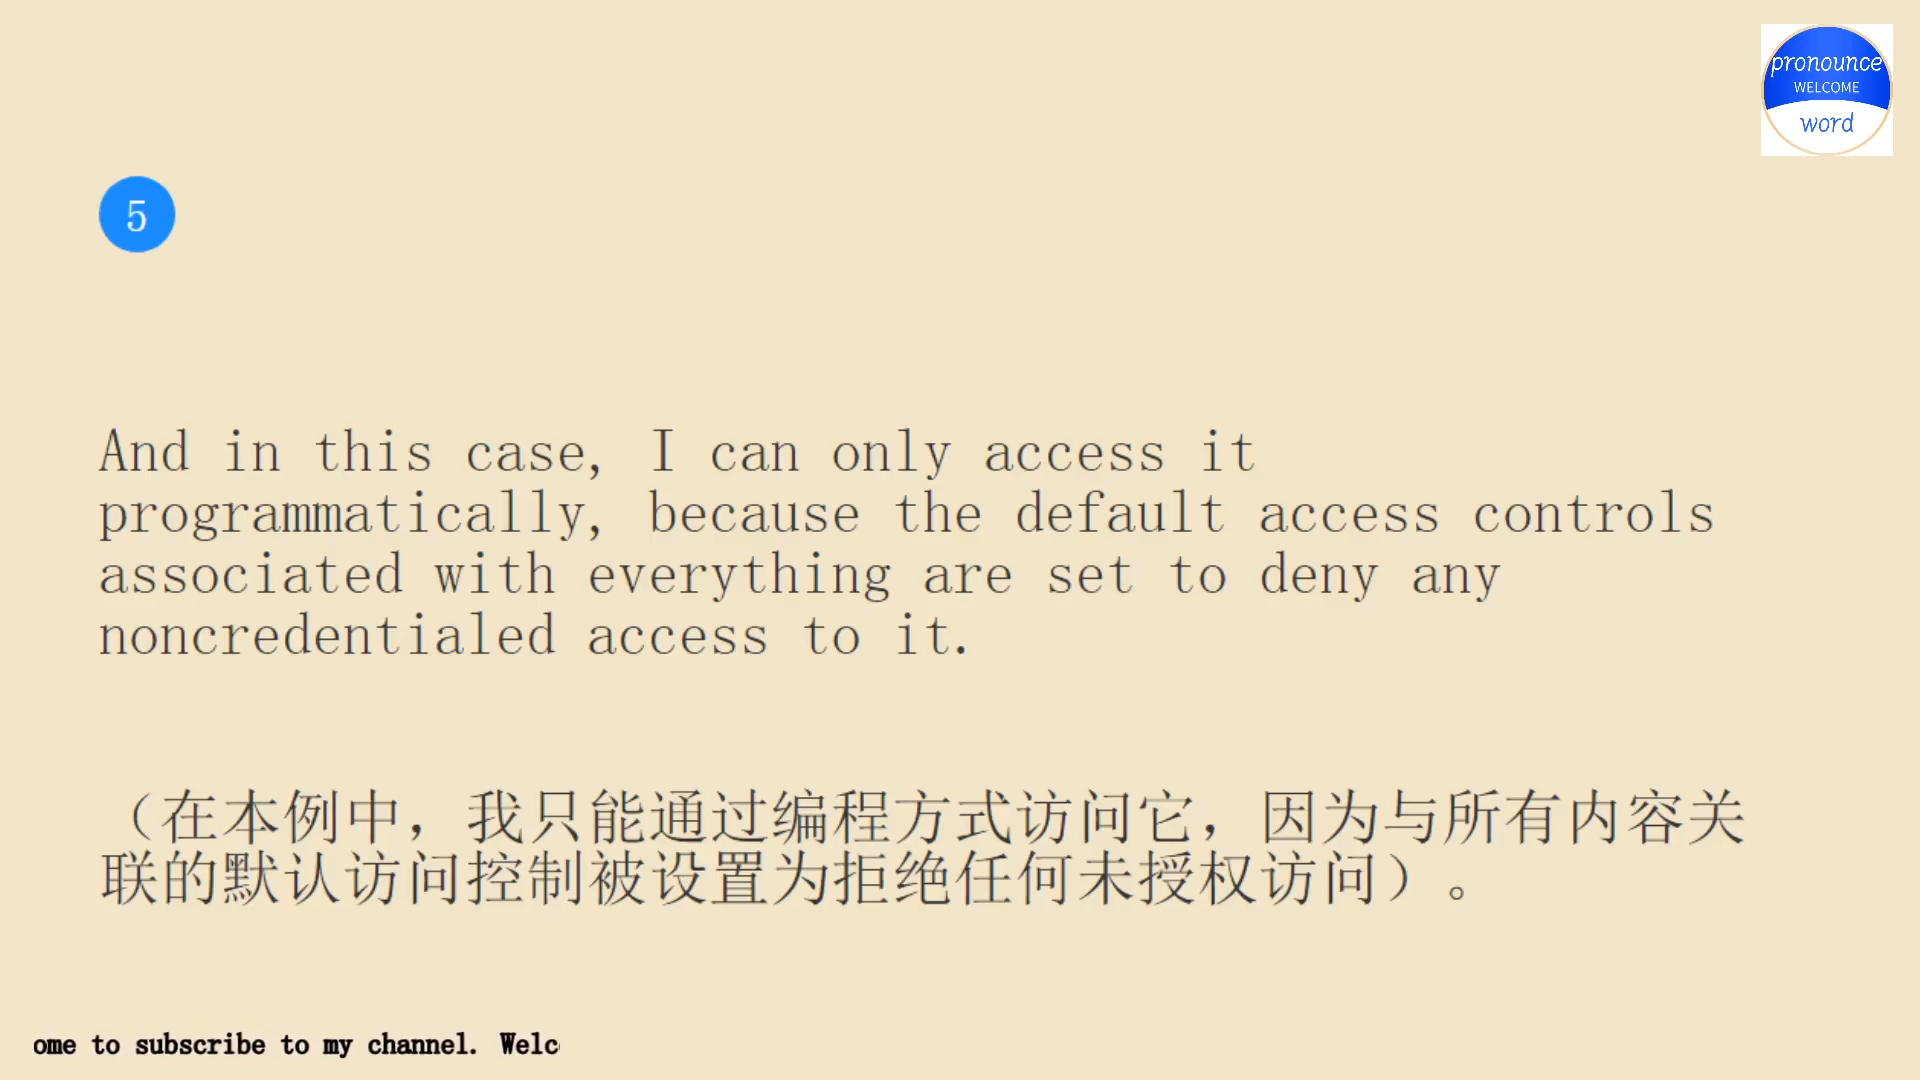 pronounce
WELCOME
word
5
And in this case, I can only access it
programmatically, because the default access controls
associated with everything are set to deny any
noncredentialed access to it.
（在本例中，我只能通过编程方式访问它，因为与所有内容关
联的默认访问控制被设置为拒绝任何未授权访问）。
ome to subscribe to my channel. Welc